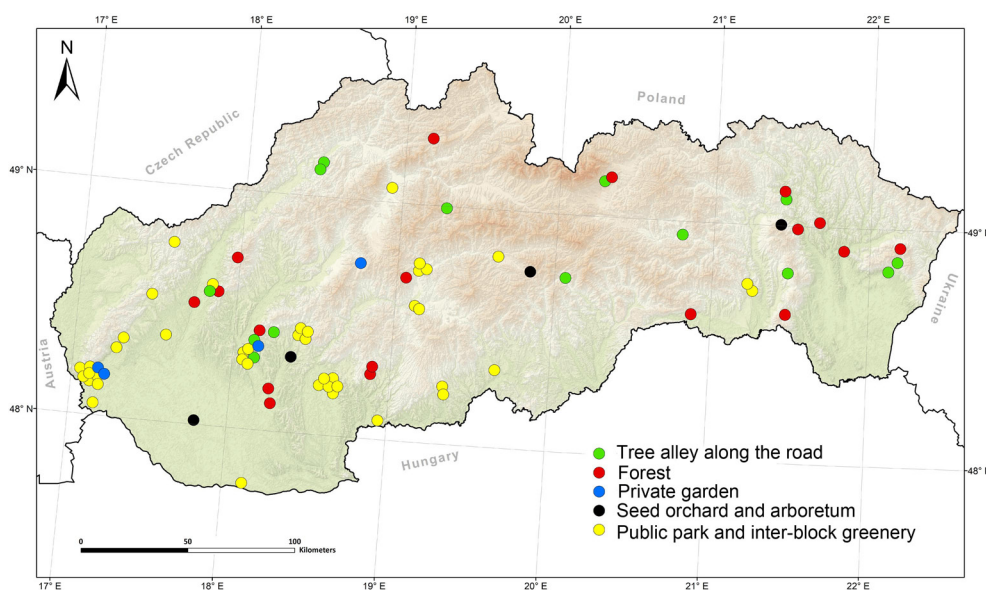 17° E 18° E 19° E 20° E 21° E 22° E
N
Poland
Czech Republic
49° N
49° N
Ukraine
Austria
48° N
Hungary
48° N
Tree alley along the road
Forest
Private garden
Seed orchard and arboretum
Public park and inter-block greenery
0 50 100
Kilometers
17° E 18° E 19° E 20° E 21° E 22° E